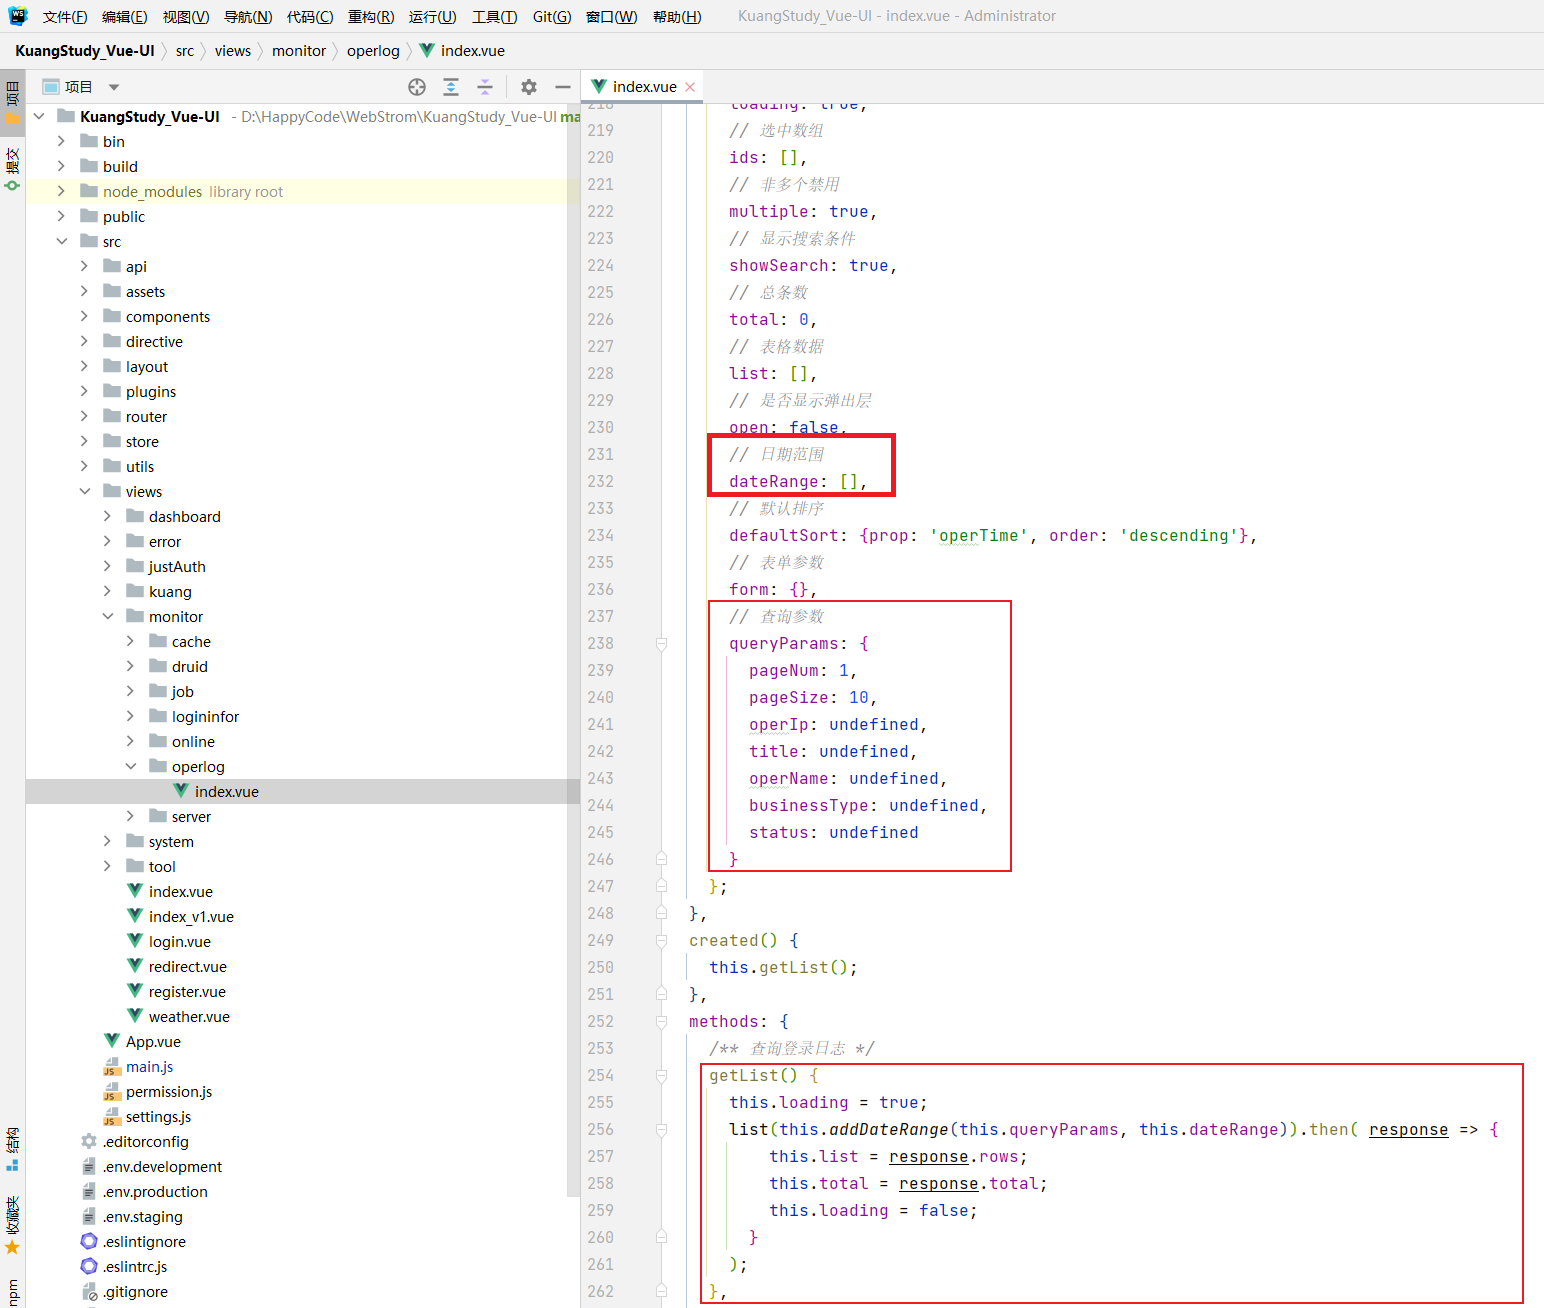 文件(F) 编辑(E) 视图(V) 导航(N) 代码(C) 重构(R) 运行(U) 工具(T) Git(G) 窗口(W) 帮助(H) KuangStudy_Vue-UI - index.vue - Administrator
KuangStudy_Vue-UI src views monitor operlog index.vue
项目
提交
结构
收藏夹
npm
项目
KuangStudy_Vue-UI - D:\HappyCode\WebStrom\KuangStudy_Vue-UI ma
bin
build
node_modules library root
public
src
api
assets
components
directive
layout
plugins
router
store
utils
views
dashboard
error
justAuth
kuang
monitor
cache
druid
job
logininfor
online
operlog
index.vue
server
system
tool
index.vue
index_v1.vue
login.vue
redirect.vue
register.vue
weather.vue
App.vue
main.js
permission.js
settings.js
.editorconfig
.env.development
.env.production
.env.staging
.eslintignore
.eslintrc.js
.gitignore
index.vue
218 loading: true,
219 // 选中数组
220 ids: [],
221 // 非多个禁用
222 multiple: true,
223 // 显示搜索条件
224 showSearch: true,
225 // 总条数
226 total: 0,
227 // 表格数据
228 list: [],
229 // 是否显示弹出层
230 open: false,
231 // 日期范围
232 dateRange: [],
233 // 默认排序
234 defaultSort: {prop: 'operTime', order: 'descending'},
235 // 表单参数
236 form: {},
237 // 查询参数
238 queryParams: {
239 pageNum: 1,
240 pageSize: 10,
241 operIp: undefined,
242 title: undefined,
243 operName: undefined,
244 businessType: undefined,
245 status: undefined
246 }
247 };
248 },
249 created() {
250 this.getList();
251 },
252 methods: {
253 /** 查询登录日志 */
254 getList() {
255 this.loading = true;
256 list(this.addDateRange(this.queryParams, this.dateRange)).then( response => {
257 this.list = response.rows;
258 this.total = response.total;
259 this.loading = false;
260 }
261 );
262 },